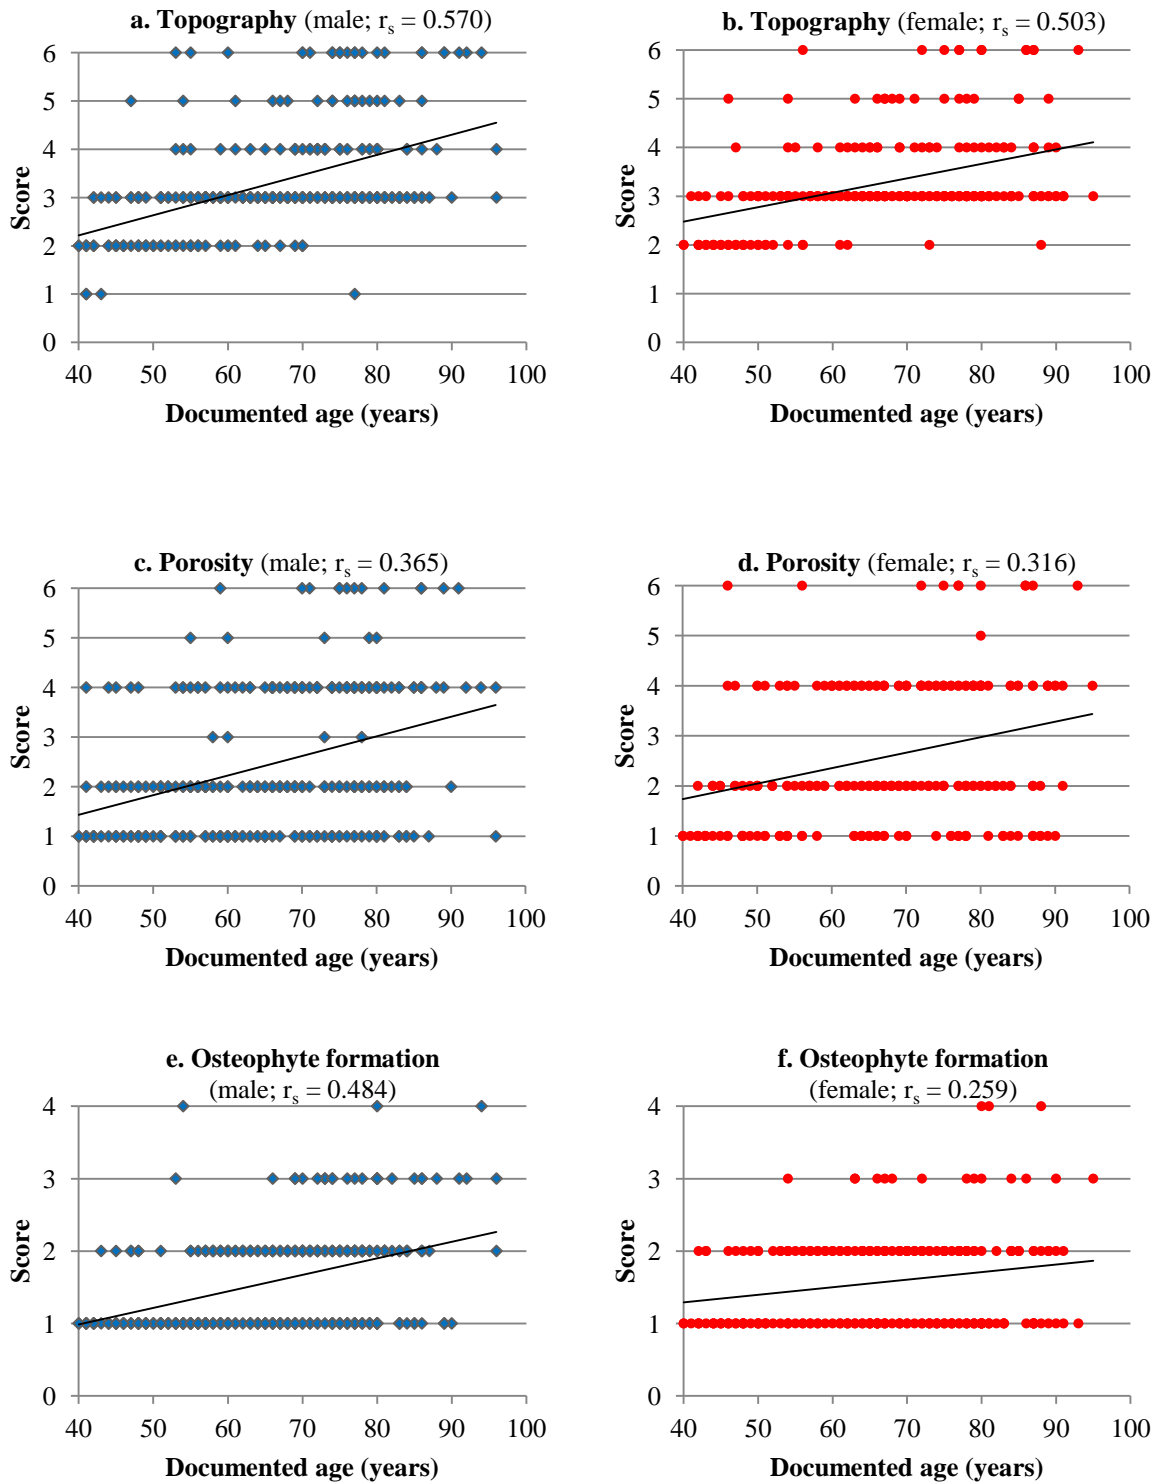 a. Topography (male; rs = 0.570)
6
5
4
3
2
1
0
Score
40 50 60 70 80 90 100
Documented age (years)
b. Topography (female; rs = 0.503)
6
5
4
3
2
1
0
Score
40 50 60 70 80 90 100
Documented age (years)
c. Porosity (male; rs = 0.365)
6
5
4
3
2
1
0
Score
40 50 60 70 80 90 100
Documented age (years)
d. Porosity (female; rs = 0.316)
6
5
4
3
2
1
0
Score
40 50 60 70 80 90 100
Documented age (years)
e. Osteophyte formation
(male; rs = 0.484)
4
3
2
1
0
Score
40 50 60 70 80 90 100
Documented age (years)
f. Osteophyte formation
(female; rs = 0.259)
4
3
2
1
0
Score
40 50 60 70 80 90 100
Documented age (years)